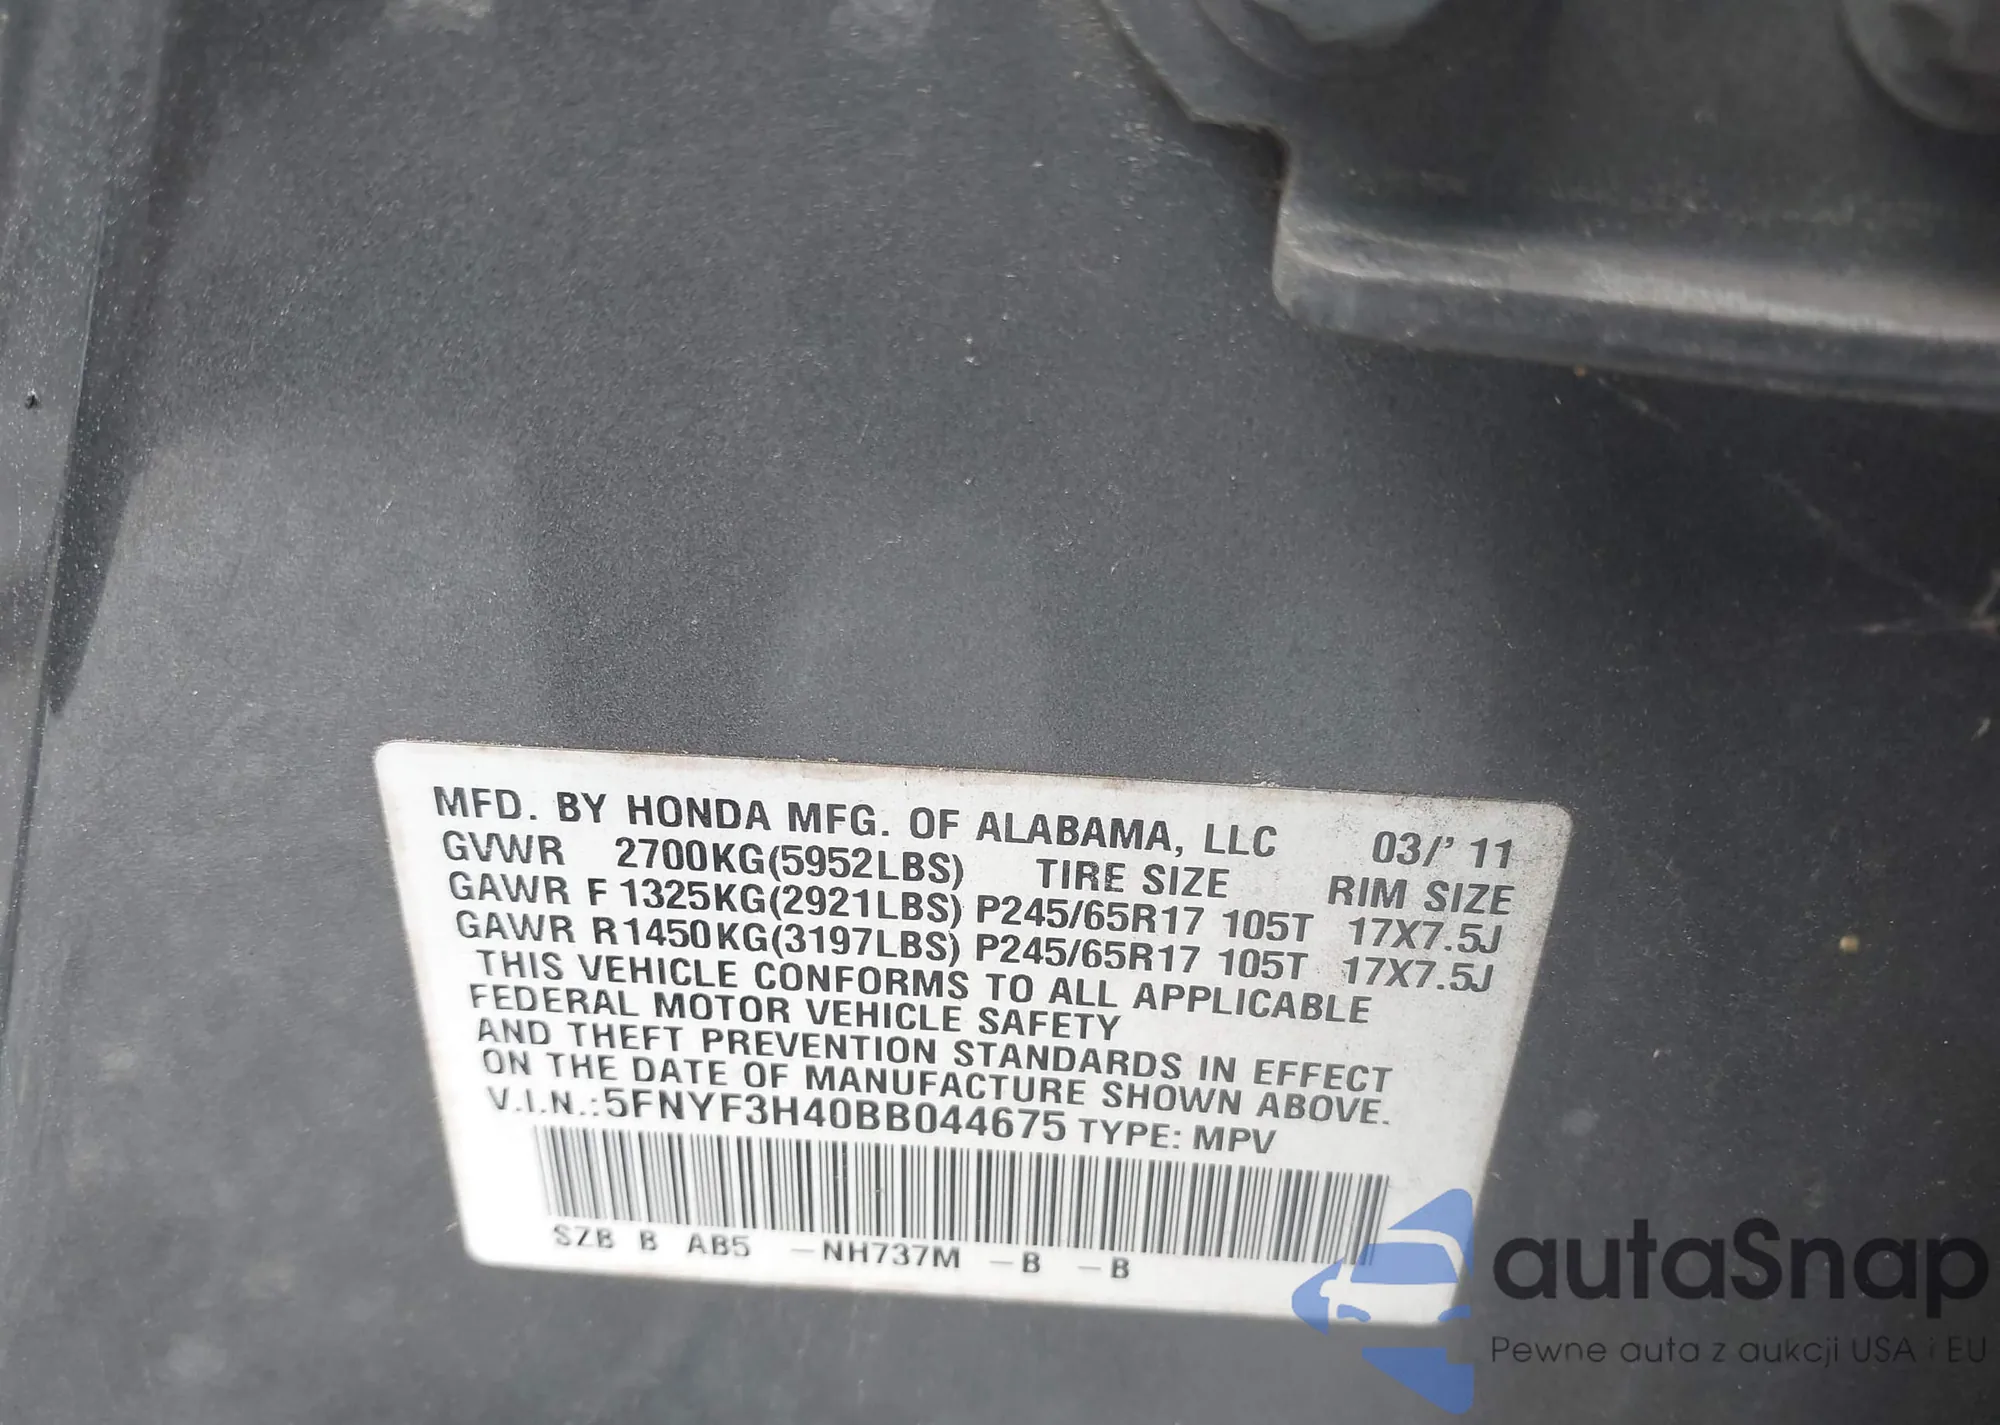 MFD. BY HONDA MFG. OF ALABAMA, LLC 03/' 11
GVWR 2700KG(5952LBS) TIRE SIZE RIM SIZE
GAWR F 1325KG(2921LBS) P245/65R17 105T 17X7.5J
GAWR R 1450KG(3197LBS) P245/65R17 105T 17X7.5J
THIS VEHICLE CONFORMS TO ALL APPLICABLE
FEDERAL MOTOR VEHICLE SAFETY
AND THEFT PREVENTION STANDARDS IN EFFECT
ON THE DATE OF MANUFACTURE SHOWN ABOVE.
V.I.N.:5FNYF3H40BB044675 TYPE: MPV
SZB B AB5 -NH737M -B -B
autaSnap
Pewne auta z aukcji USA i EU